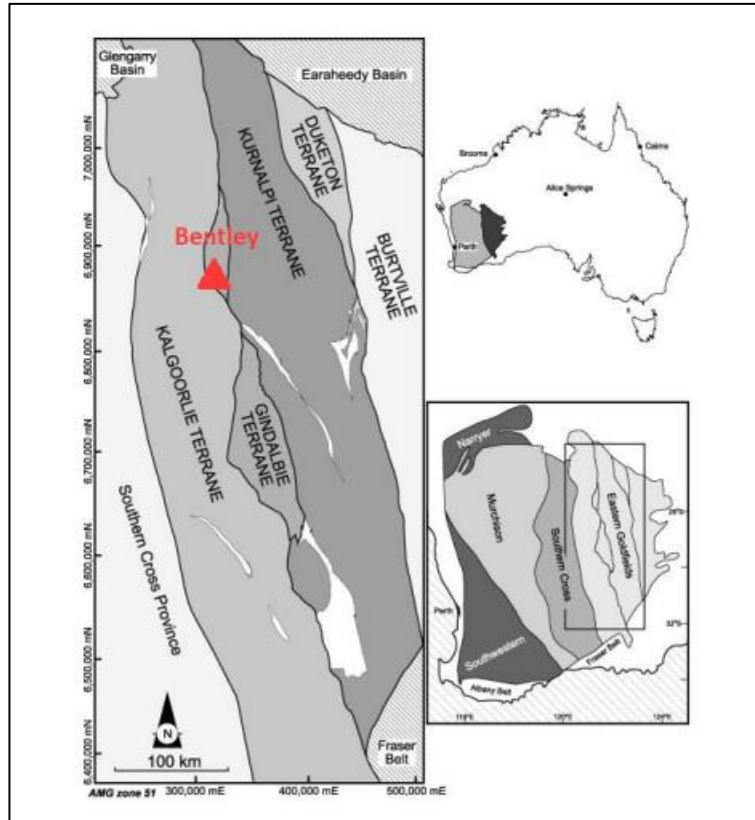 Glengarry
Basin
Earaheedy Basin
DUKETON
TERRANE
KURNALPI TERRANE
BURTVILLE
TERRANE
Bentley
KALGOORLIE TERRANE
GINDALBIE
TERRANE
Southern Cross Province
Fraser
Belt
N
100 km
AMG zone 51
7,000,000 mN
6,900,000 mN
6,800,000 mN
6,700,000 mN
6,600,000 mN
6,500,000 mN
6,400,000 mN
300,000 mE
400,000 mE
500,000 mE
Broome
Cairns
Alice Springs
Perth
Narryer
Murchison
Southern Cross
Eastern Goldfields
Southwestern
Perth
Albany Belt
Fraser Belt
32°S
120°E
124°E